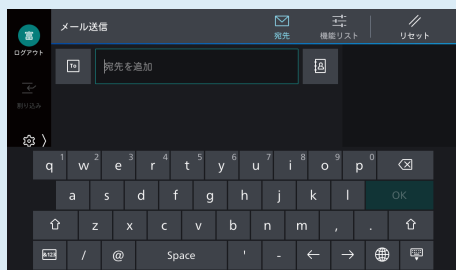 メール送信
宛先
機能リスト
リセット
富
ログアウト
To
宛先を追加
割り込み
q 1 w 2 e 3 r 4 t 5 y 6 u 7 i 8 o 9 p 0
a s d f g h j k l OK
z x c v b n m , .
&123 / @ Space ' -